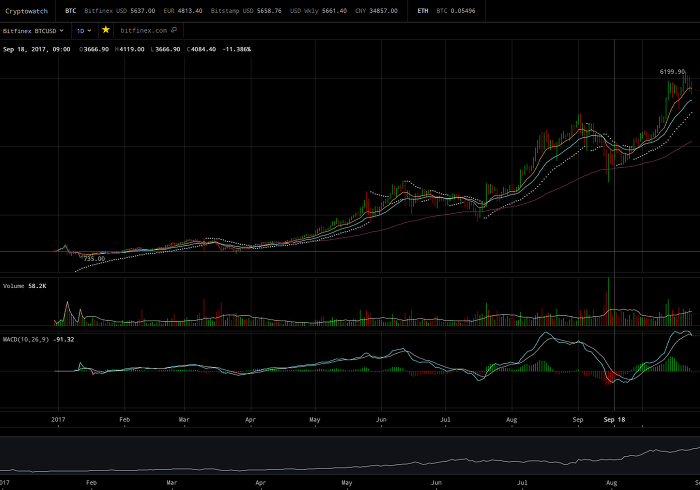 Cryptowatch BTC Bitfinex USD 5637.00 EUR 4813.40 Bitstamp USD 5658.76 USD Wkly 5661.40 CNY 34857.00 ETH BTC 0.05496
Bitfinex BTCUSD 1D bitfinex.com
Sep 18, 2017, 09:00 O3666.90 H4119.00 L3666.90 C4084.40 -11.386%
6199.90
735.00
Volume 58.2K
MACD(10,26,9) -91.32
2017 Feb Mar Apr May Jun Jul Aug Sep Sep 18
2017 Feb Mar Apr May Jun Jul Aug